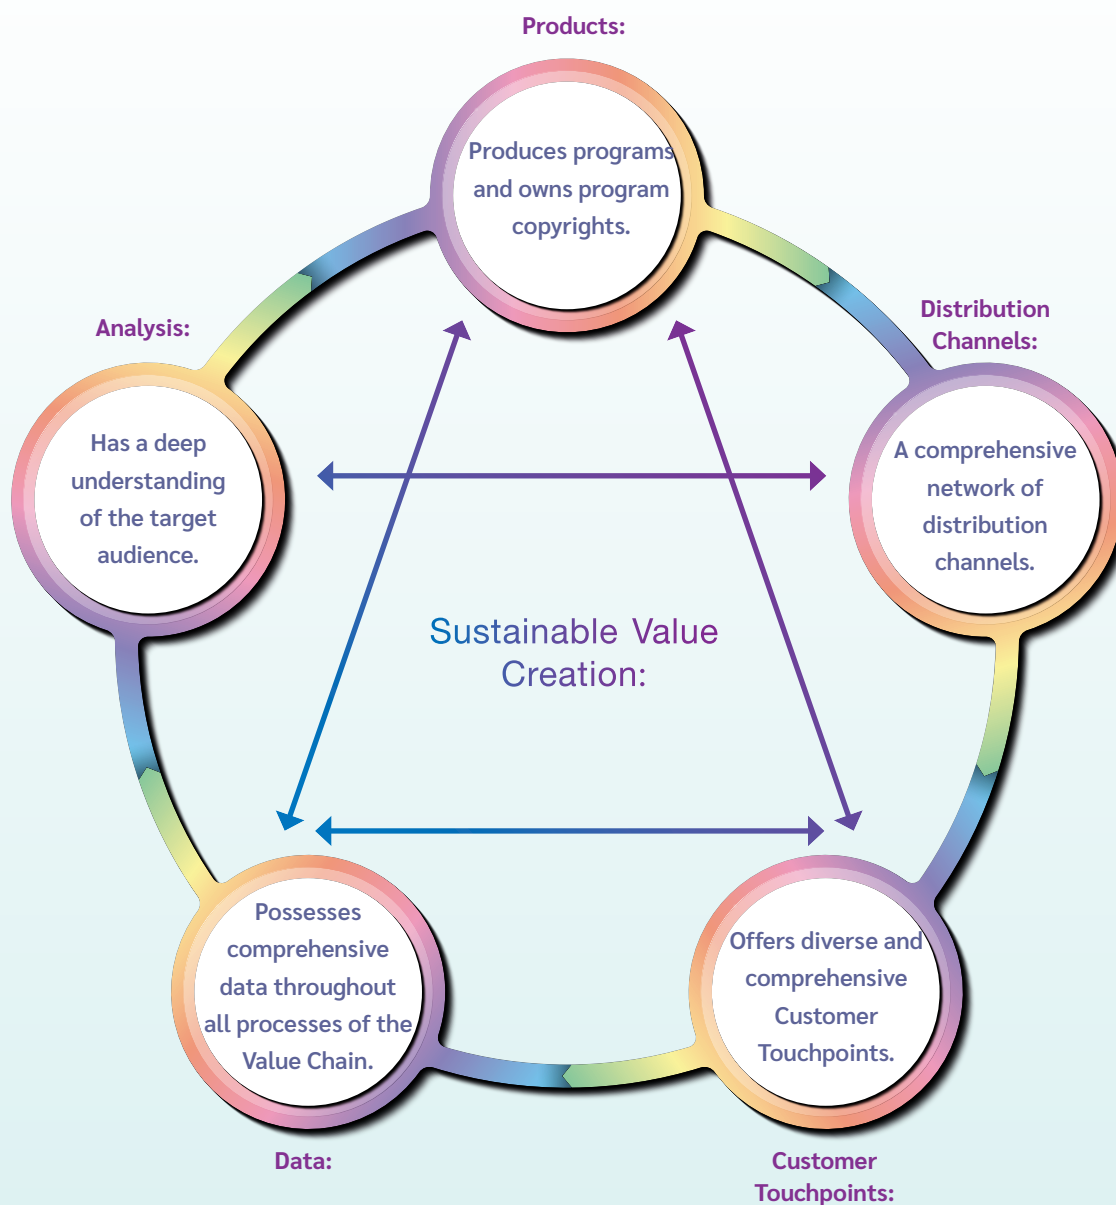 Products:
Produces programs
and owns program
copyrights.
Distribution
Channels:
A comprehensive
network of
distribution
channels.
Analysis:
Has a deep
understanding
of the target
audience.
Sustainable Value
Creation:
Possesses
comprehensive
data throughout
all processes of the
Value Chain.
Data:
Offers diverse and
comprehensive
Customer
Touchpoints.
Customer
Touchpoints: